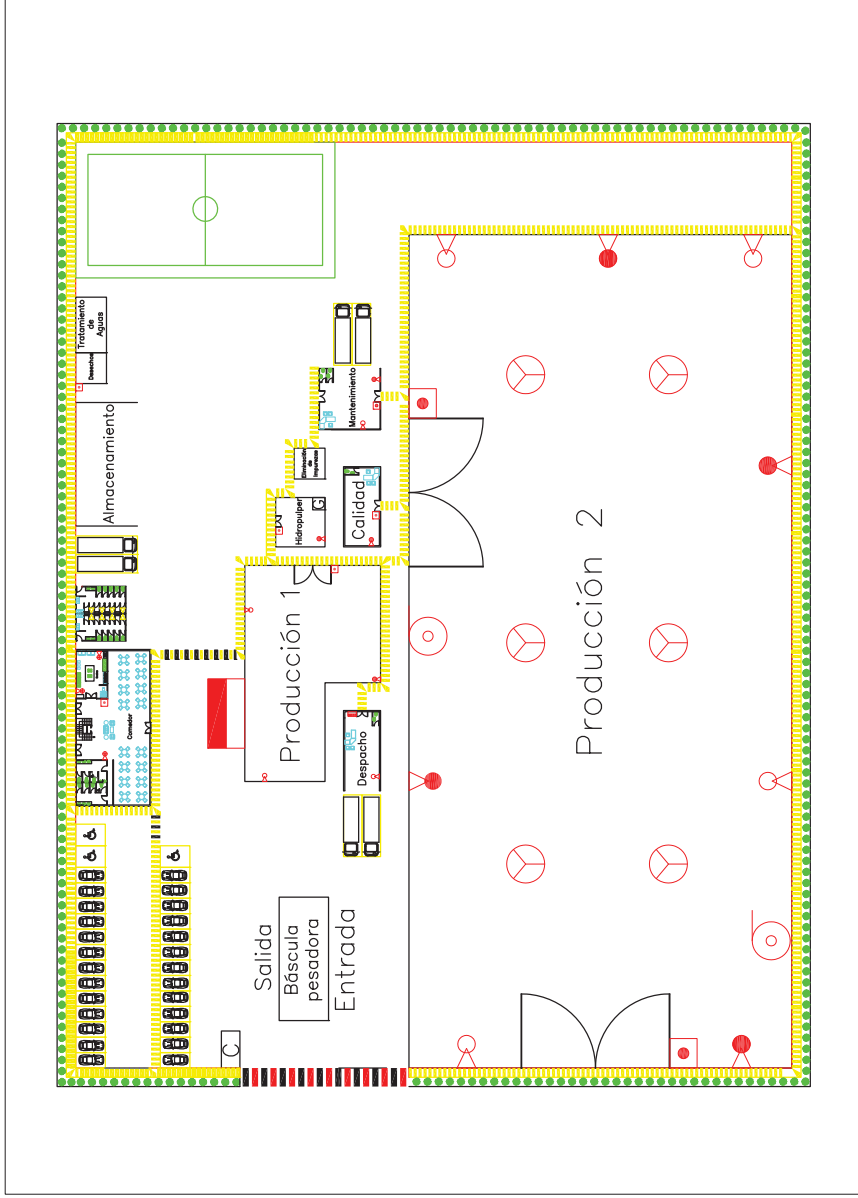 Tratamiento
de
Aguas
Desechos
Almacenamiento
Mantenimiento
Eliminación
de
impurezas
Hidropulper
G
Calidad
Producción 1
Producción 2
Comedor
Despacho
Salida
Báscula
pesadora
Entrada
C